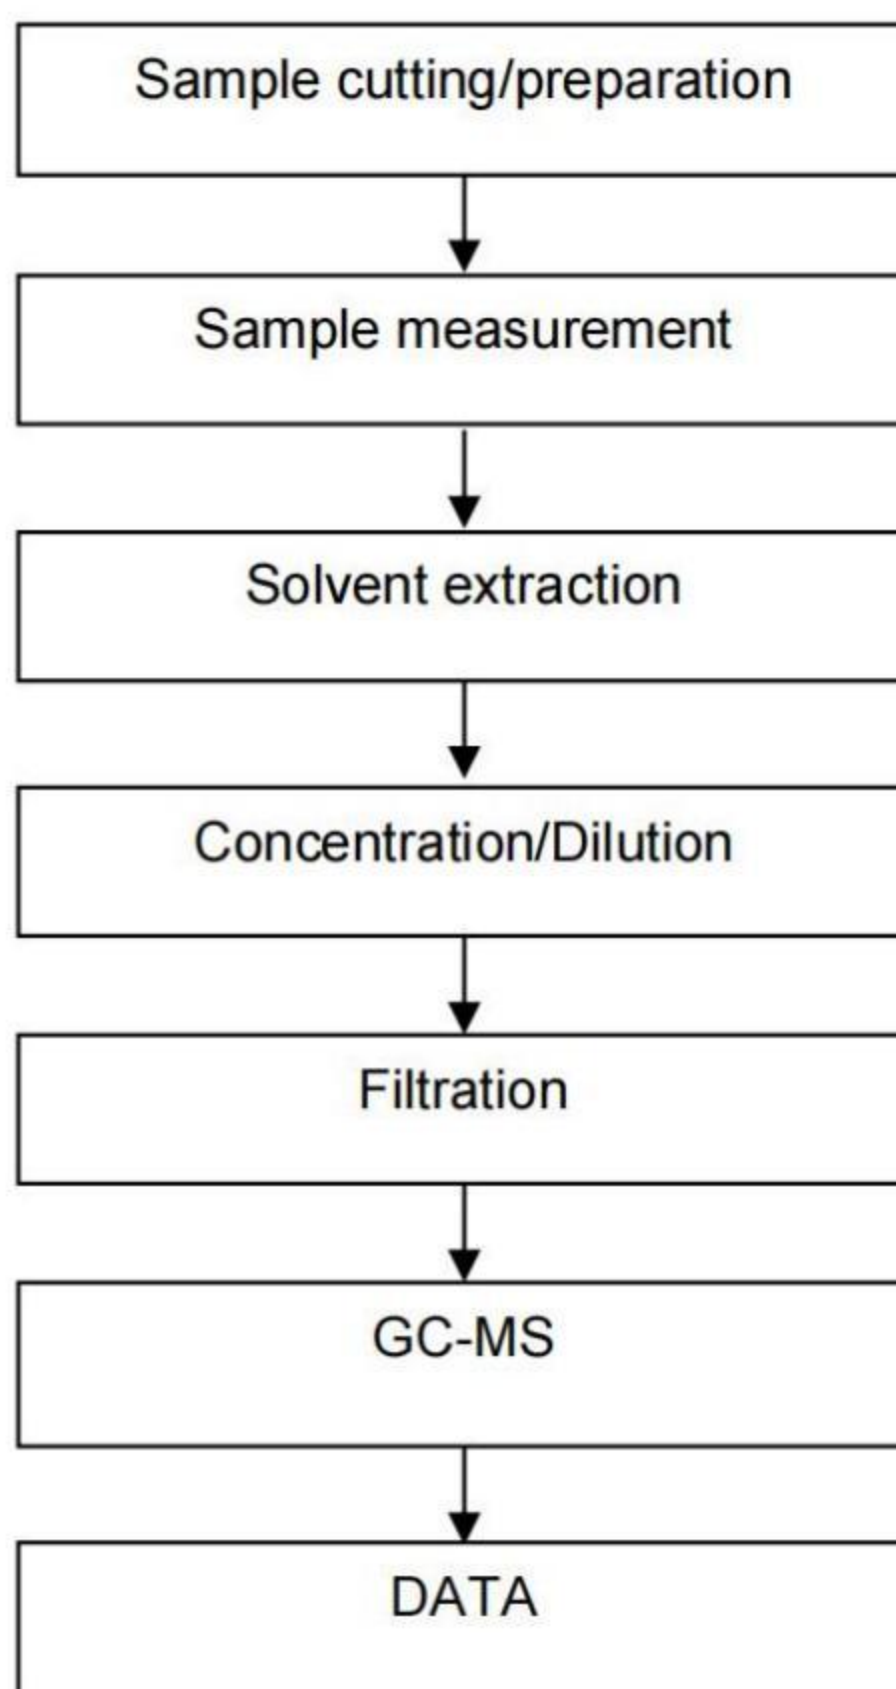 Sample cutting/preparation
Sample measurement
Solvent extraction
Concentration/Dilution
Filtration
GC-MS
DATA